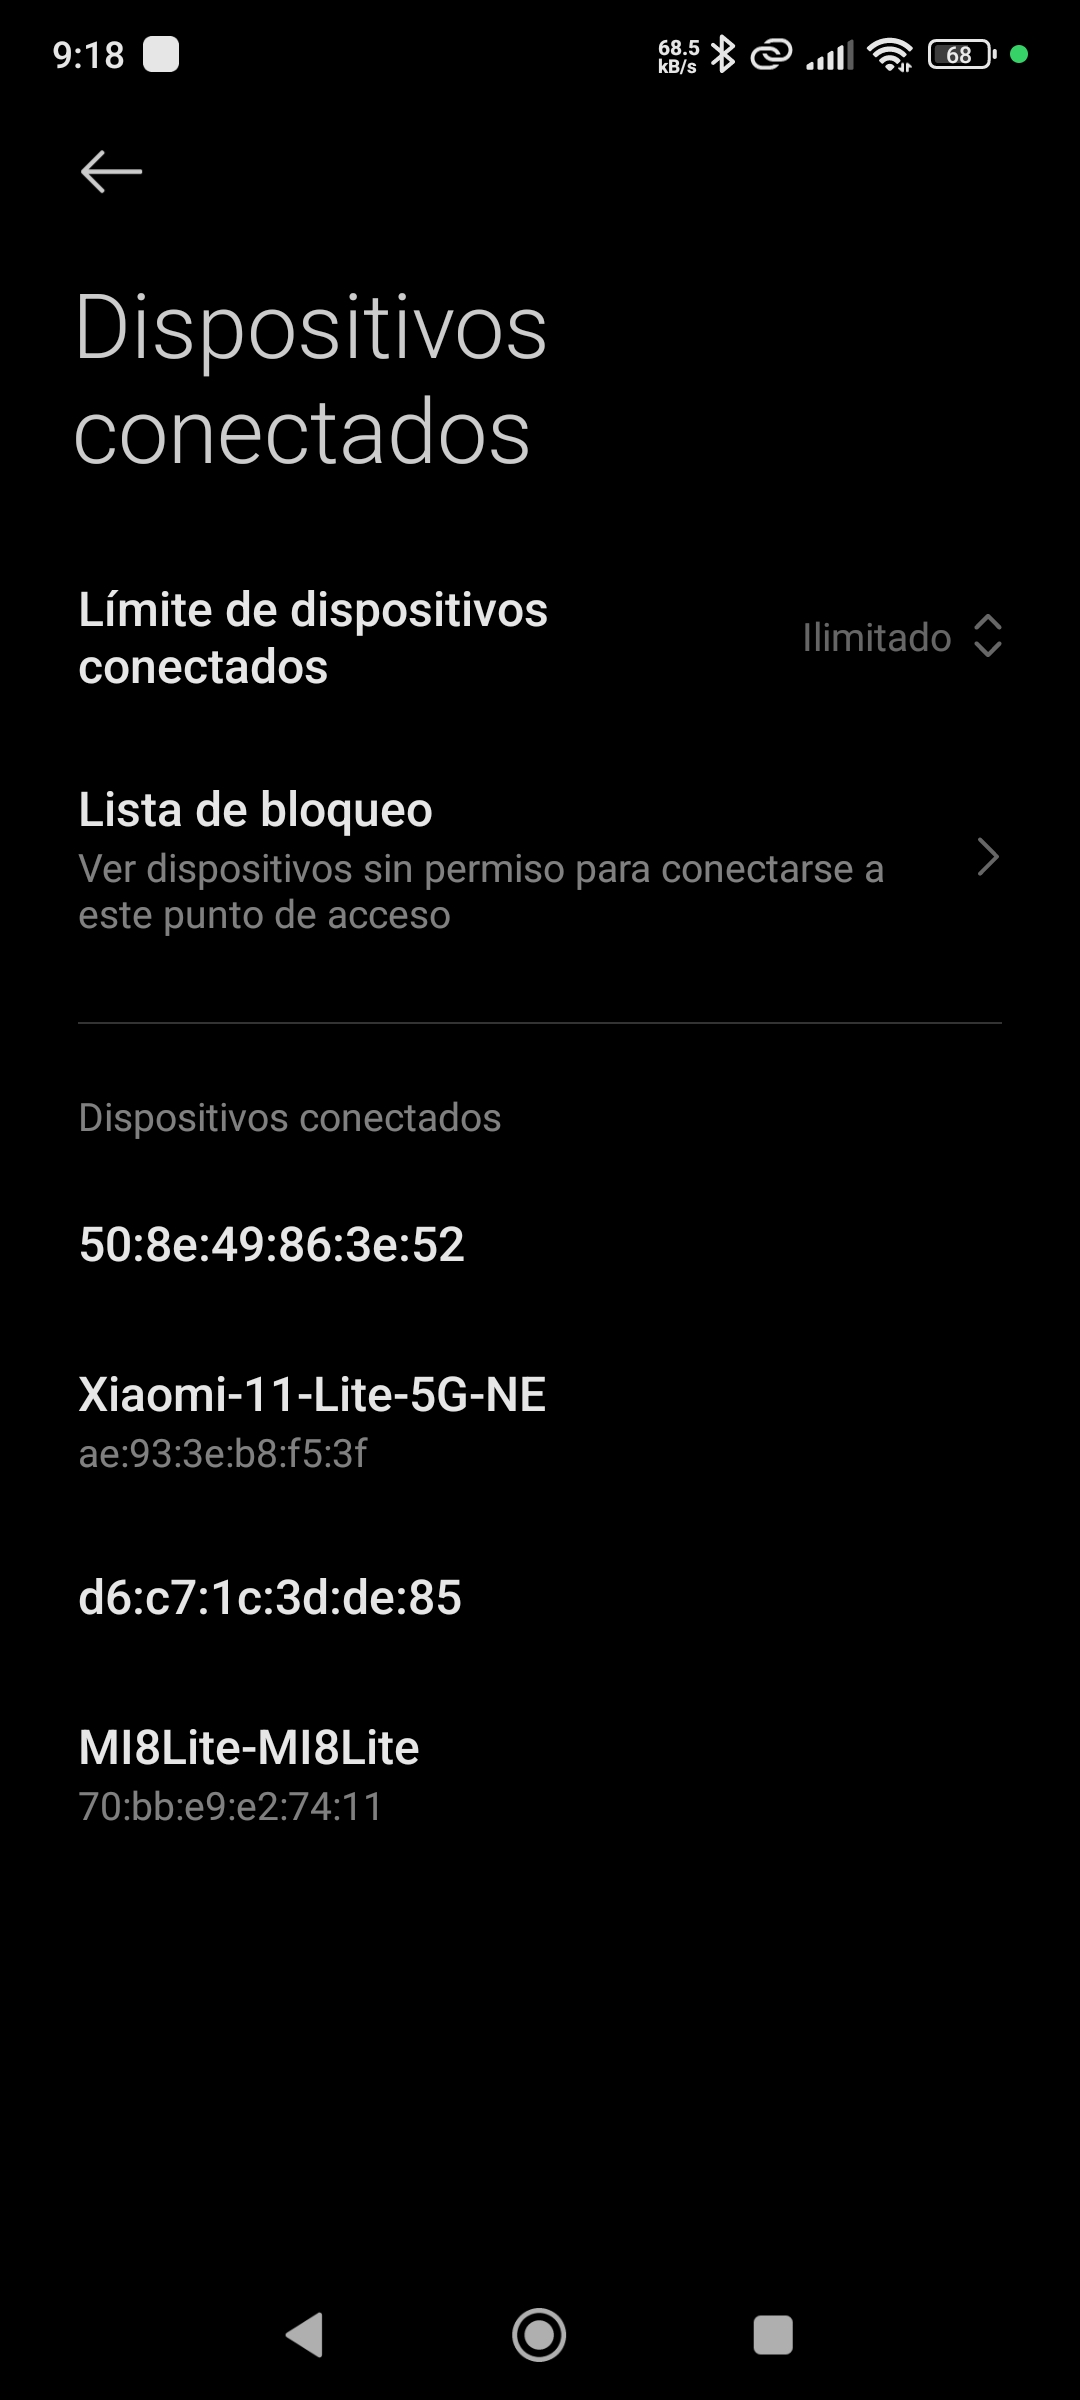 9:18
68.5
kB/s
68
Dispositivos
conectados
Límite de dispositivos
conectados
Ilimitado
Lista de bloqueo
Ver dispositivos sin permiso para conectarse a
este punto de acceso
Dispositivos conectados
50:8e:49:86:3e:52
Xiaomi-11-Lite-5G-NE
ae:93:3e:b8:f5:3f
d6:c7:1c:3d:de:85
MI8Lite-MI8Lite
70:bb:e9:e2:74:11